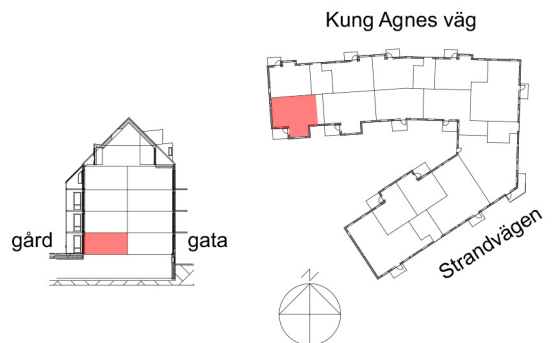 Kung Agnes väg
gård
gata
Strandvägen
N